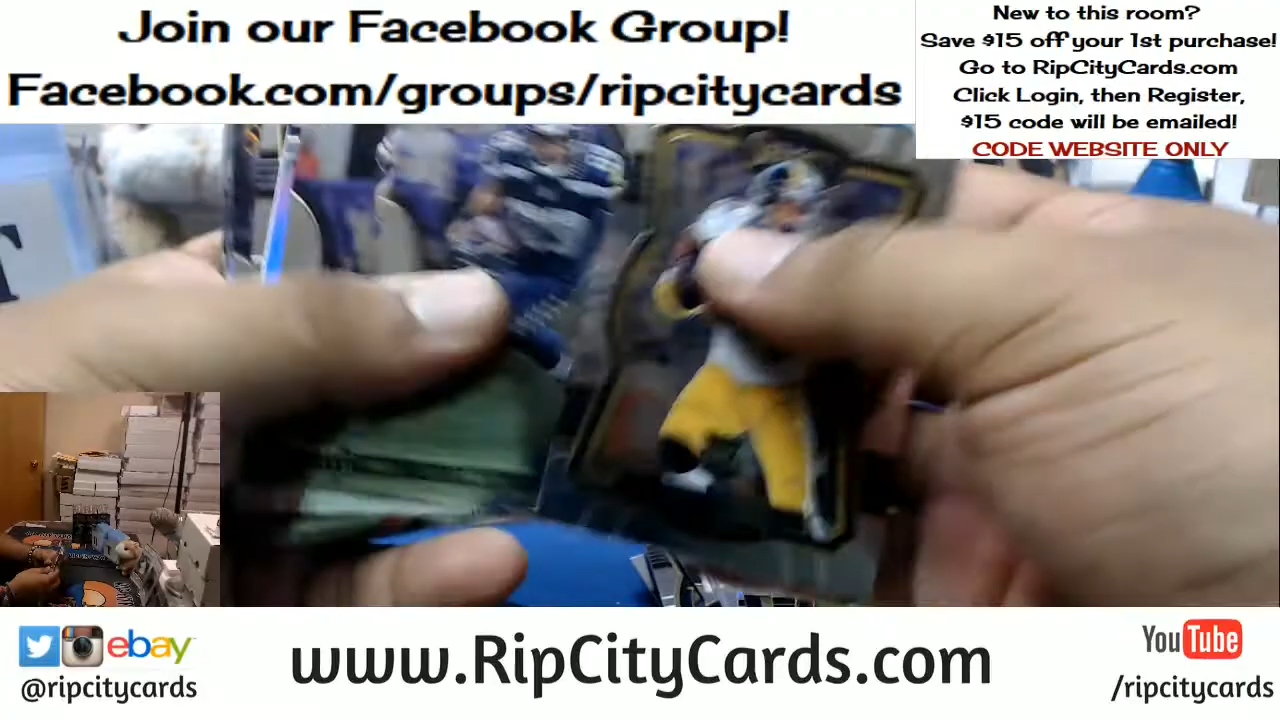 Join our Facebook Group!
Facebook.com/groups/ripcitycards
New to this room?
Save $15 off your 1st purchase!
Go to RipCityCards.com
Click Login, then Register,
$15 code will be emailed!
CODE WEBSITE ONLY
ebay
@ripcitycards
www.RipCityCards.com
YouTube
/ripcitycards